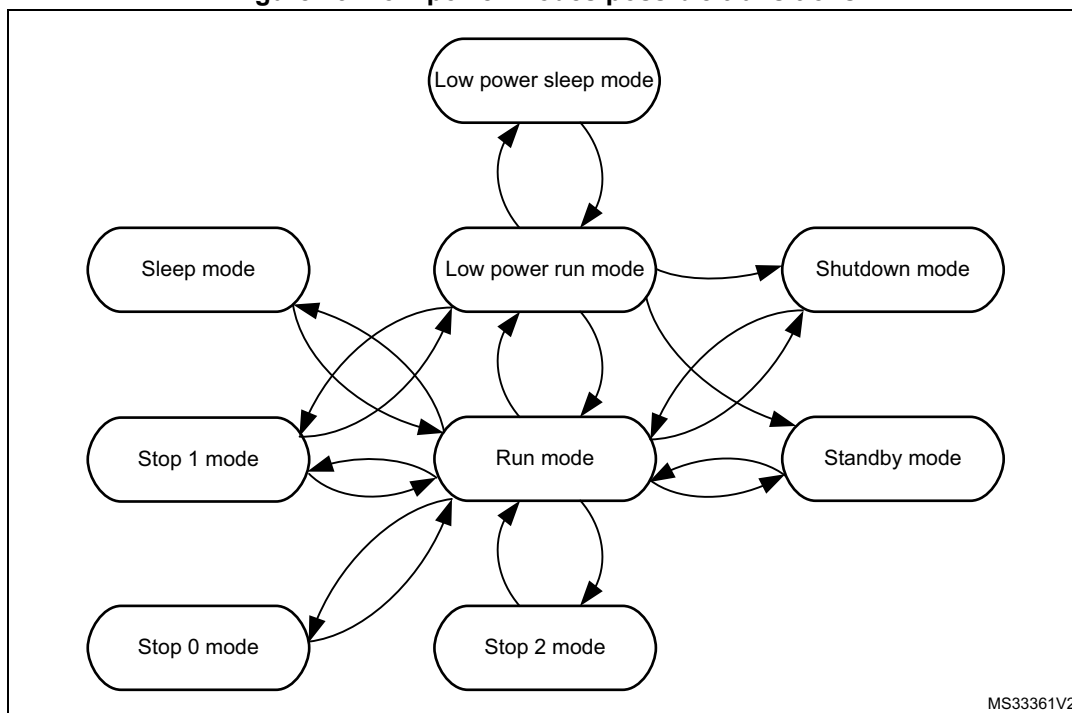 Low power sleep mode
Sleep mode
Low power run mode
Shutdown mode
Stop 1 mode
Run mode
Standby mode
Stop 0 mode
Stop 2 mode
MS33361V2